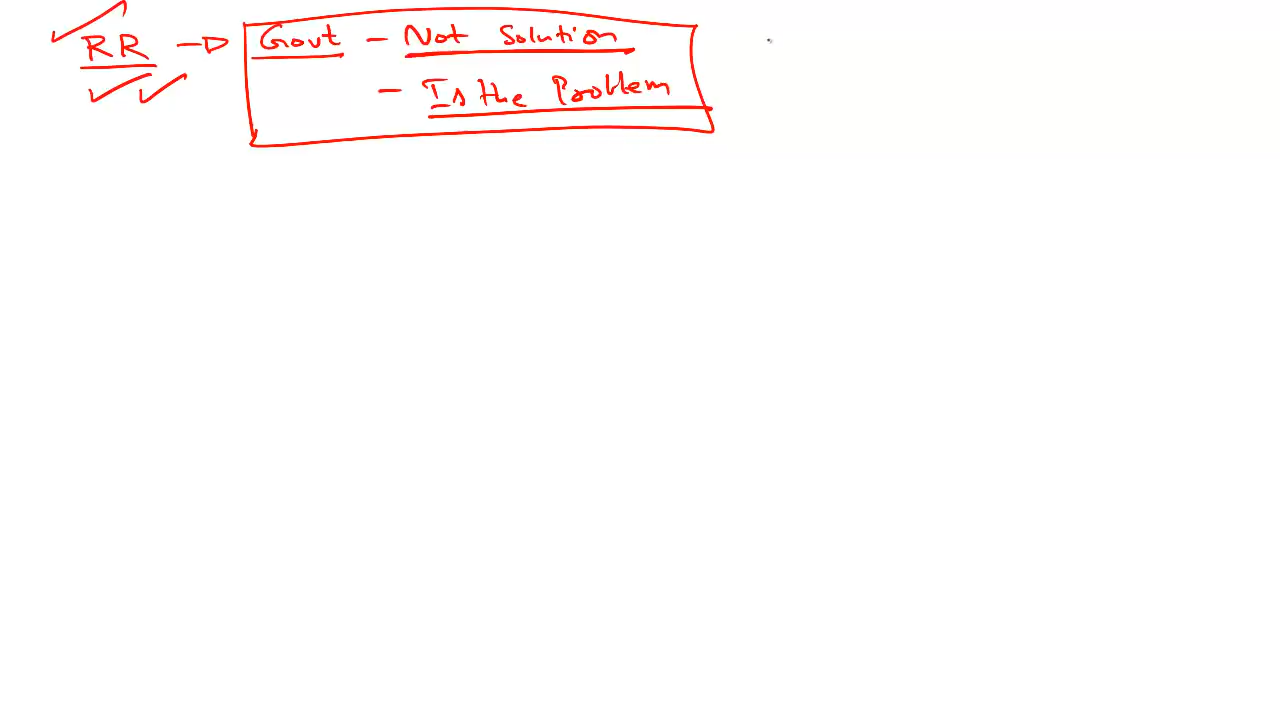 RR → Govt - Not Solution
- Is the Problem